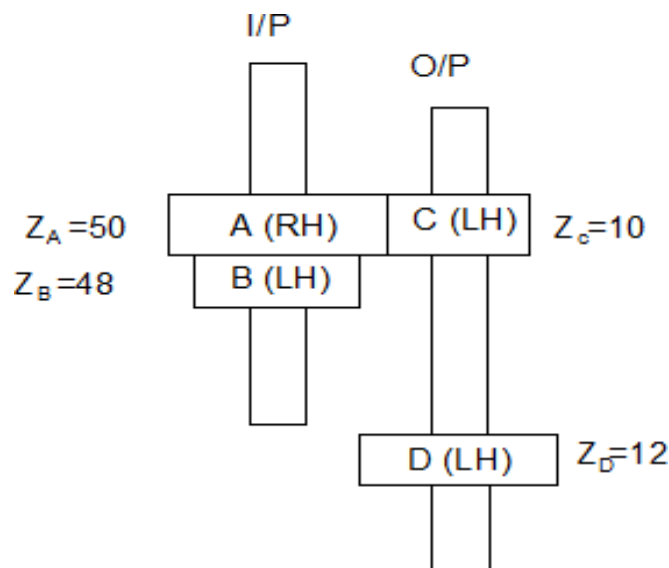 I/P
O/P
Z_A =50 A (RH) C (LH) Z_c=10
Z_B=48 B (LH)
D (LH) Z_D=12